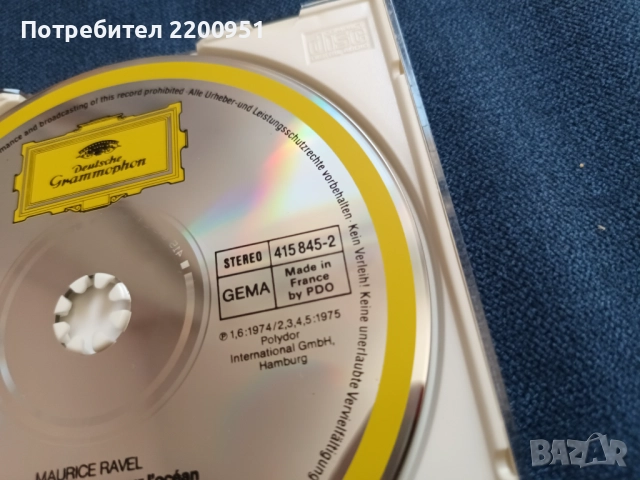 Потребител 2200951
mance and broadcasting of this record prohibited · Alle Urheber- und Leistungsschutzrechte vorbehalten · Kein Verleih! Keine unerlaubte Vervielfältigung
Deutsche
Grammophon
STEREO 415 845-2
GEMA Made in
France
by PDO
℗ 1,6:1974/2,3,4,5:1975
Polydor
International GmbH,
Hamburg
MAURICE RAVEL
l'océan
BAZAR